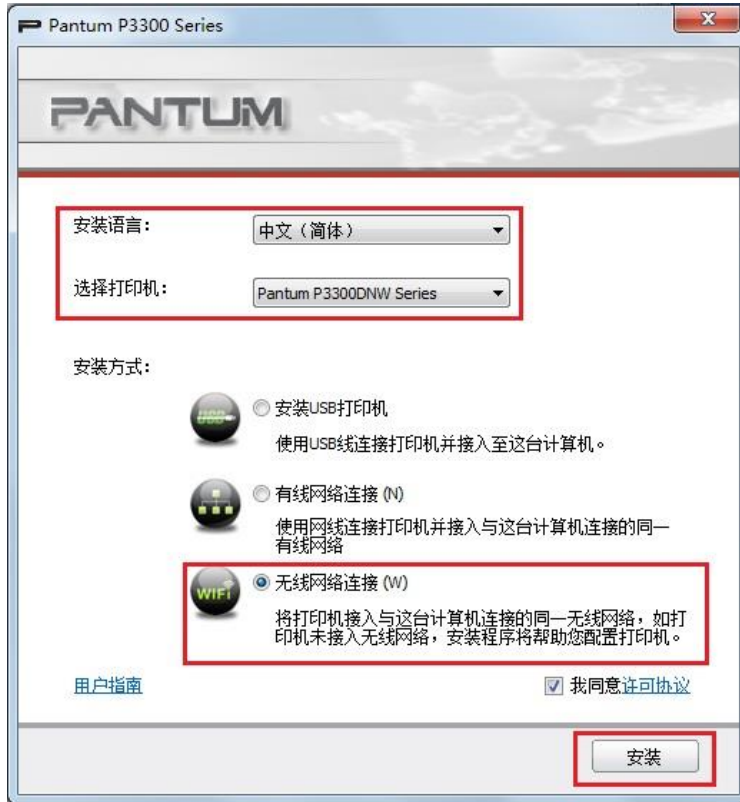 Pantum P3300 Series
PANTUM
安装语言：
中文（简体）
选择打印机：
Pantum P3300DNW Series
安装方式：
USB
安装USB打印机
使用USB线连接打印机并接入至这台计算机。
有线网络连接 (N)
使用网线连接打印机并接入与这台计算机连接的同一
有线网络
WiFi
无线网络连接 (W)
将打印机接入与这台计算机连接的同一无线网络，如打
印机未接入无线网络，安装程序将帮助您配置打印机。
用户指南
我同意许可协议
安装